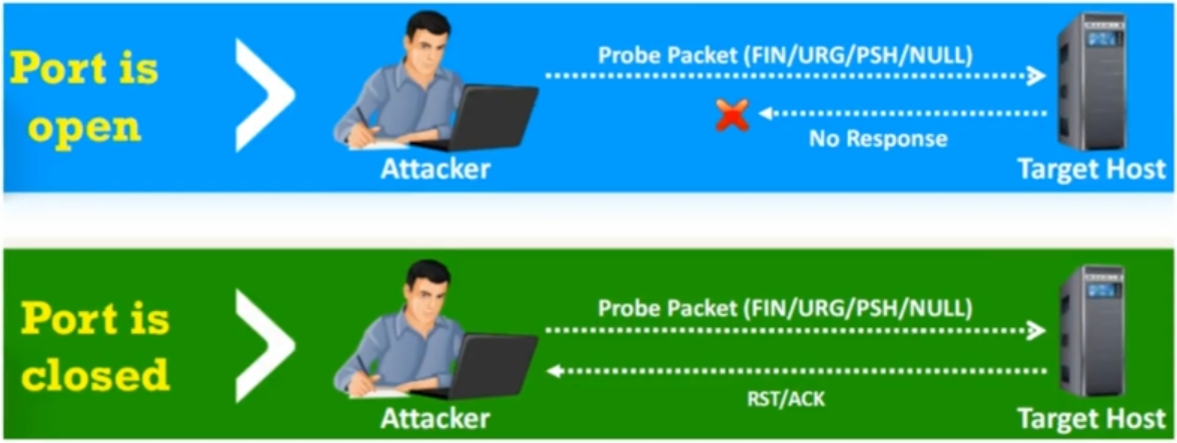 Port is
open
Probe Packet (FIN/URG/PSH/NULL)
No Response
Attacker
Target Host
Port is
closed
Probe Packet (FIN/URG/PSH/NULL)
RST/ACK
Attacker
Target Host